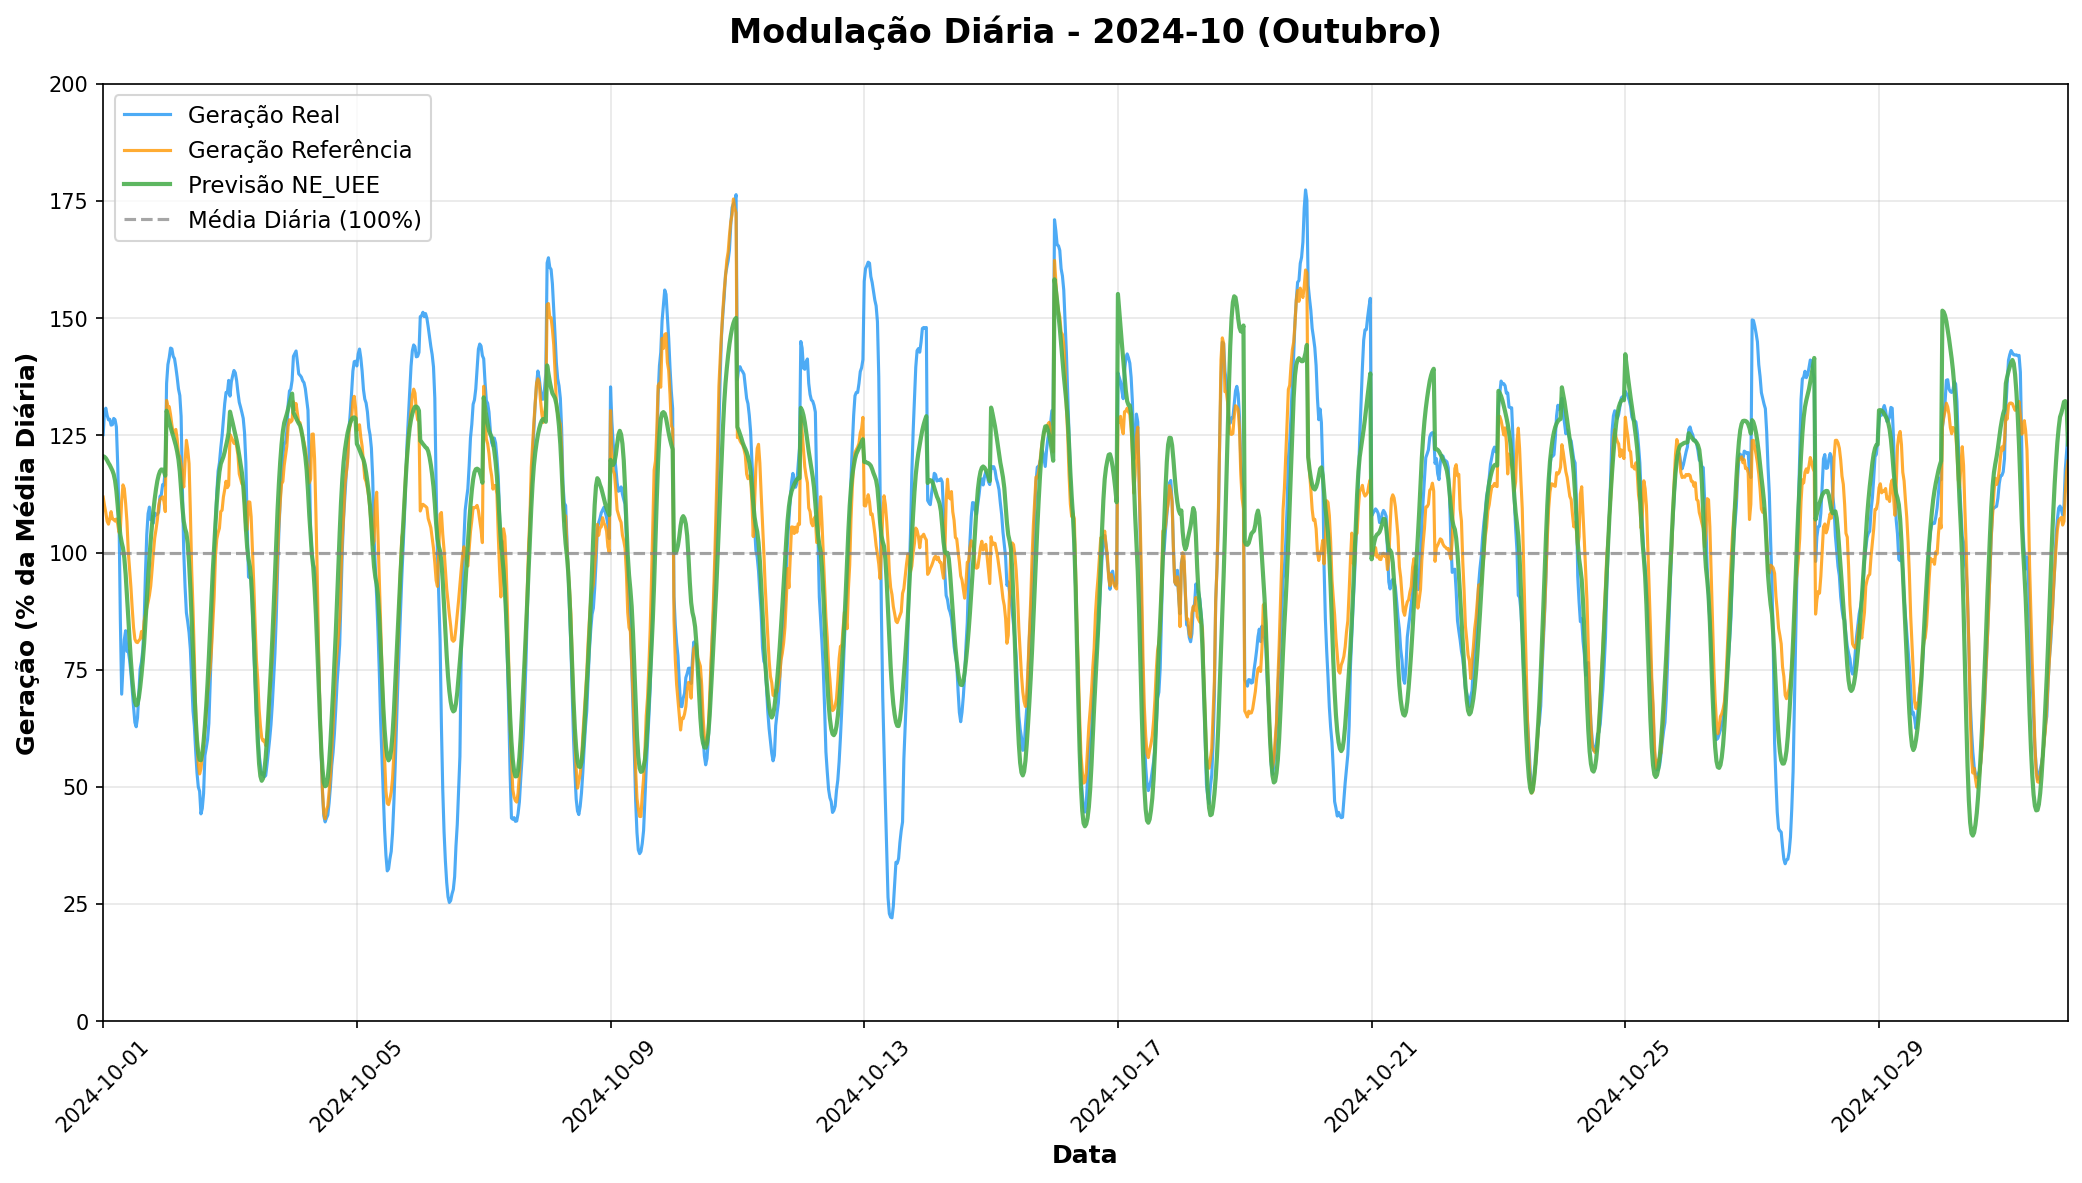 Modulação Diária - 2024-10 (Outubro)
Geração Real
Geração Referência
Previsão NE_UEE
Média Diária (100%)
Geração (% da Média Diária)
200
175
150
125
100
75
50
25
0
2024-10-01
2024-10-05
2024-10-09
2024-10-13
2024-10-17
2024-10-21
2024-10-25
2024-10-29
Data